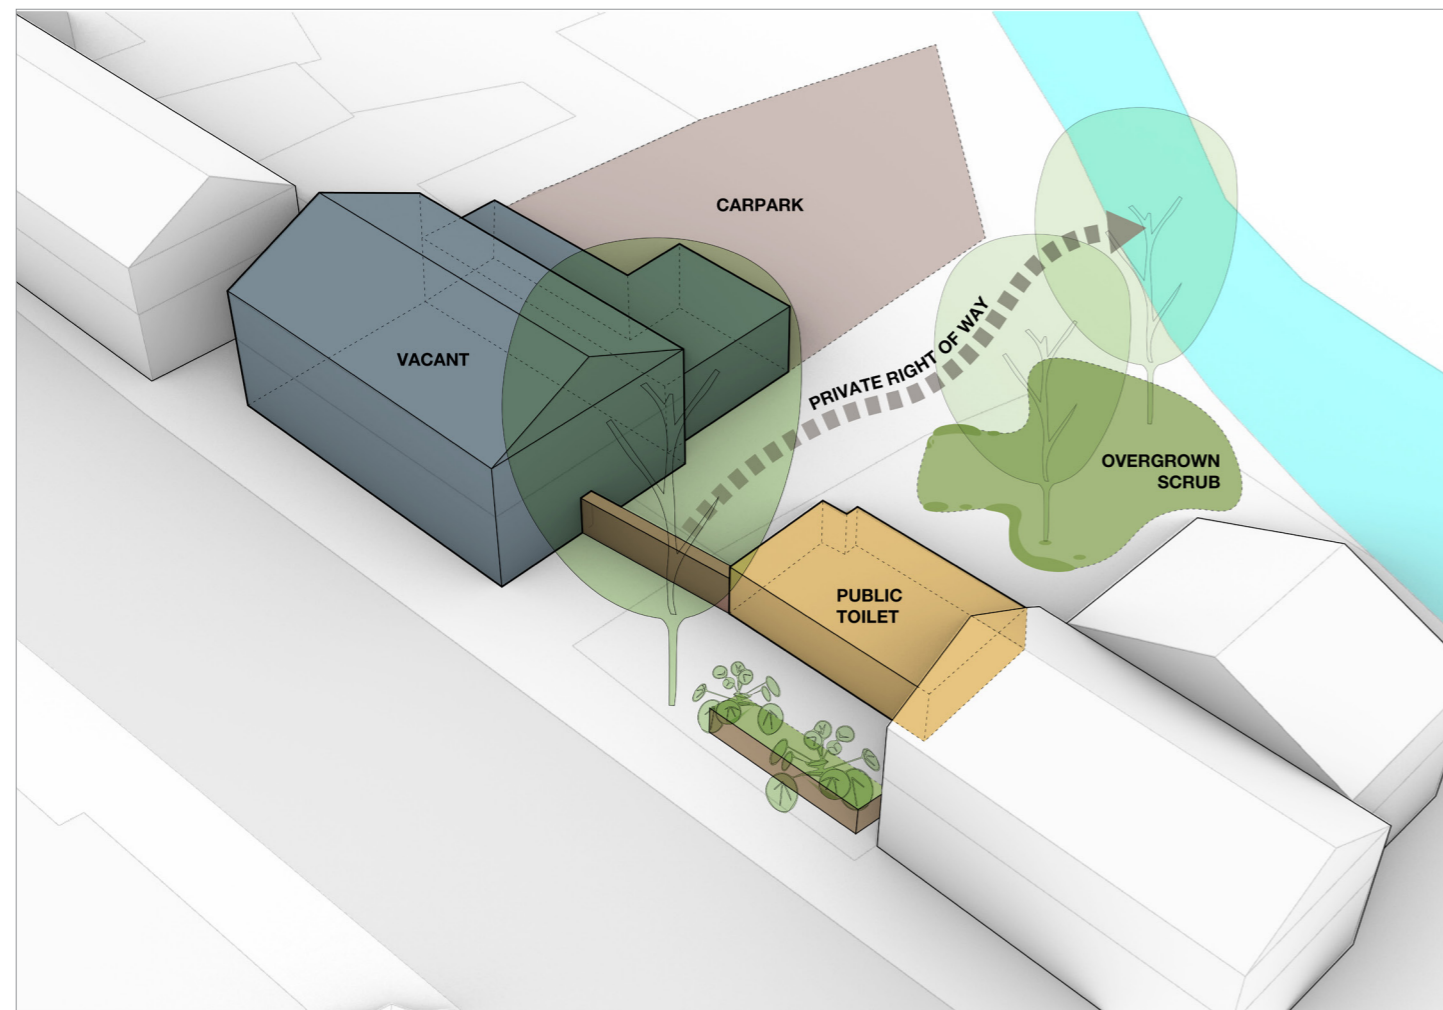 CARPARK
VACANT
PRIVATE RIGHT OF WAY
OVERGROWN
SCRUB
PUBLIC
TOILET